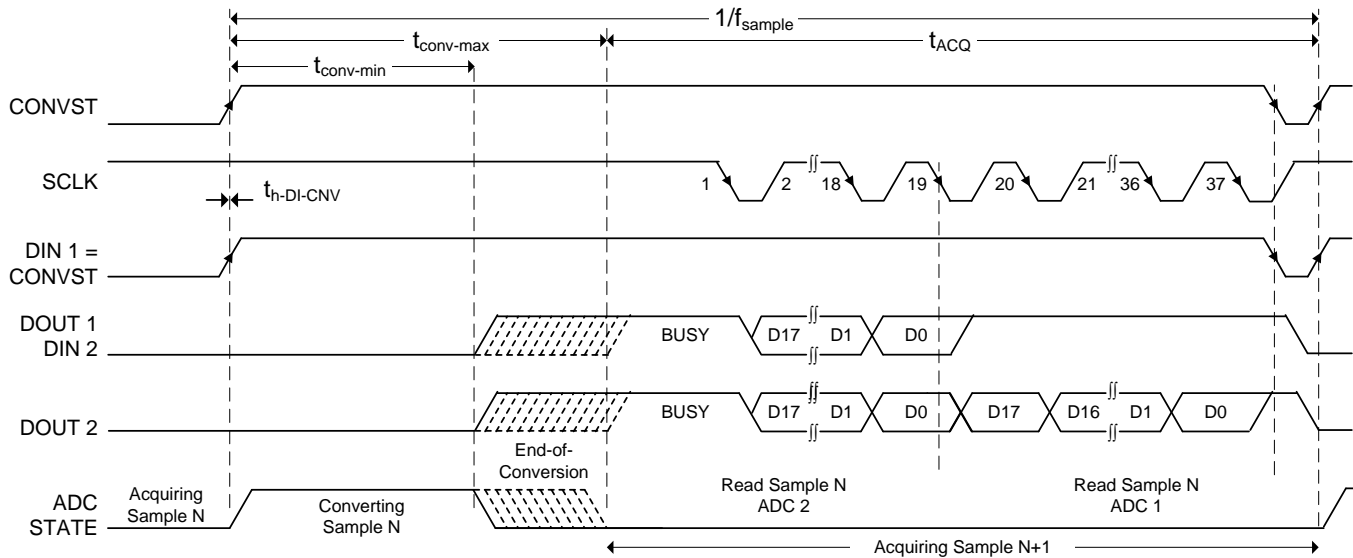 1/fsample
tconv-max
tACQ
tconv-min
CONVST
SCLK
1 2 18 19 20 21 36 37
th-DI-CNV
DIN 1 =
CONVST
DOUT 1
DIN 2
BUSY D17 D1 D0
DOUT 2
BUSY D17 D1 D0 D17 D16 D1 D0
End-of-
Conversion
ADC
STATE
Acquiring
Sample N
Converting
Sample N
Read Sample N
ADC 2
Read Sample N
ADC 1
Acquiring Sample N+1